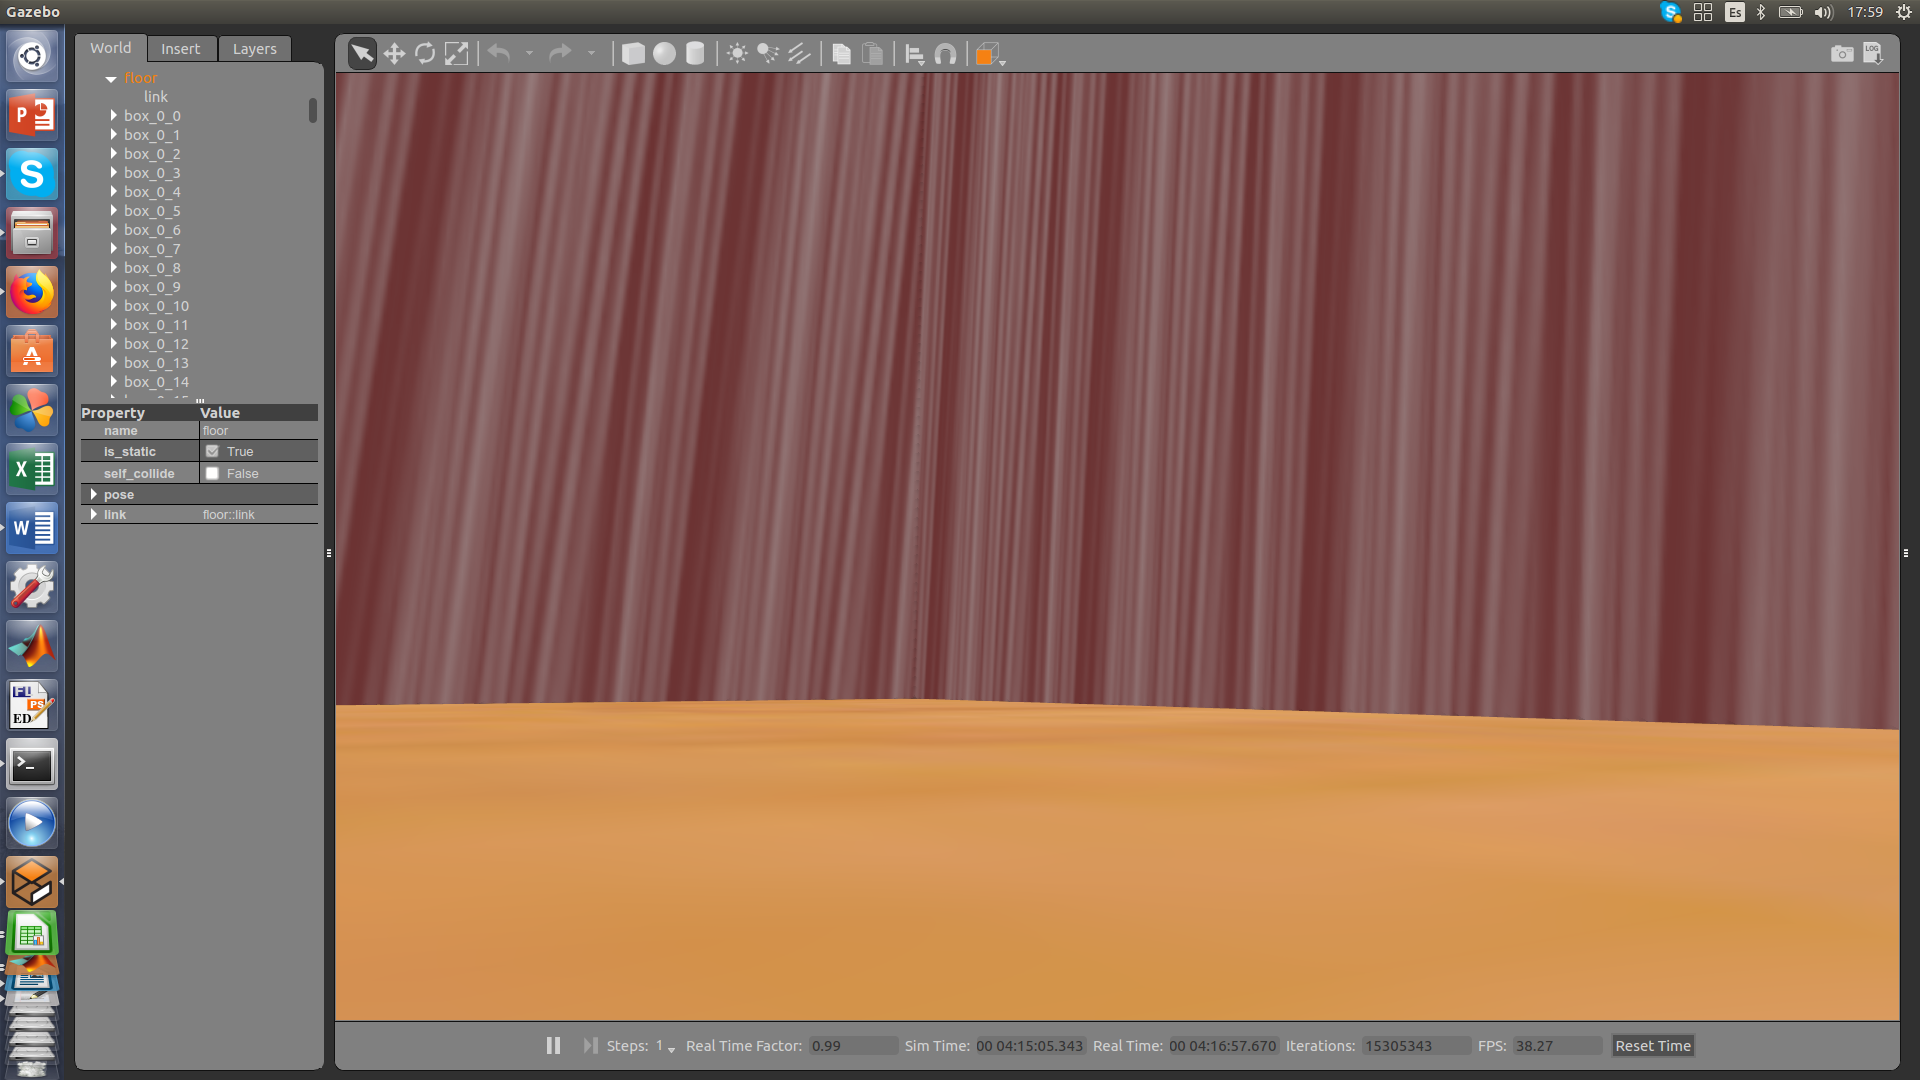 Gazebo
Es
17:59
World Insert Layers
floor
link
box_0_0
box_0_1
box_0_2
box_0_3
box_0_4
box_0_5
box_0_6
box_0_7
box_0_8
box_0_9
box_0_10
box_0_11
box_0_12
box_0_13
box_0_14
Property Value
name floor
is_static True
self_collide False
pose
link floor::link
LOG
Steps: 1 Real Time Factor: 0.99 Sim Time: 00 04:15:05.343 Real Time: 00 04:16:57.670 Iterations: 15305343 FPS: 38.27 Reset Time